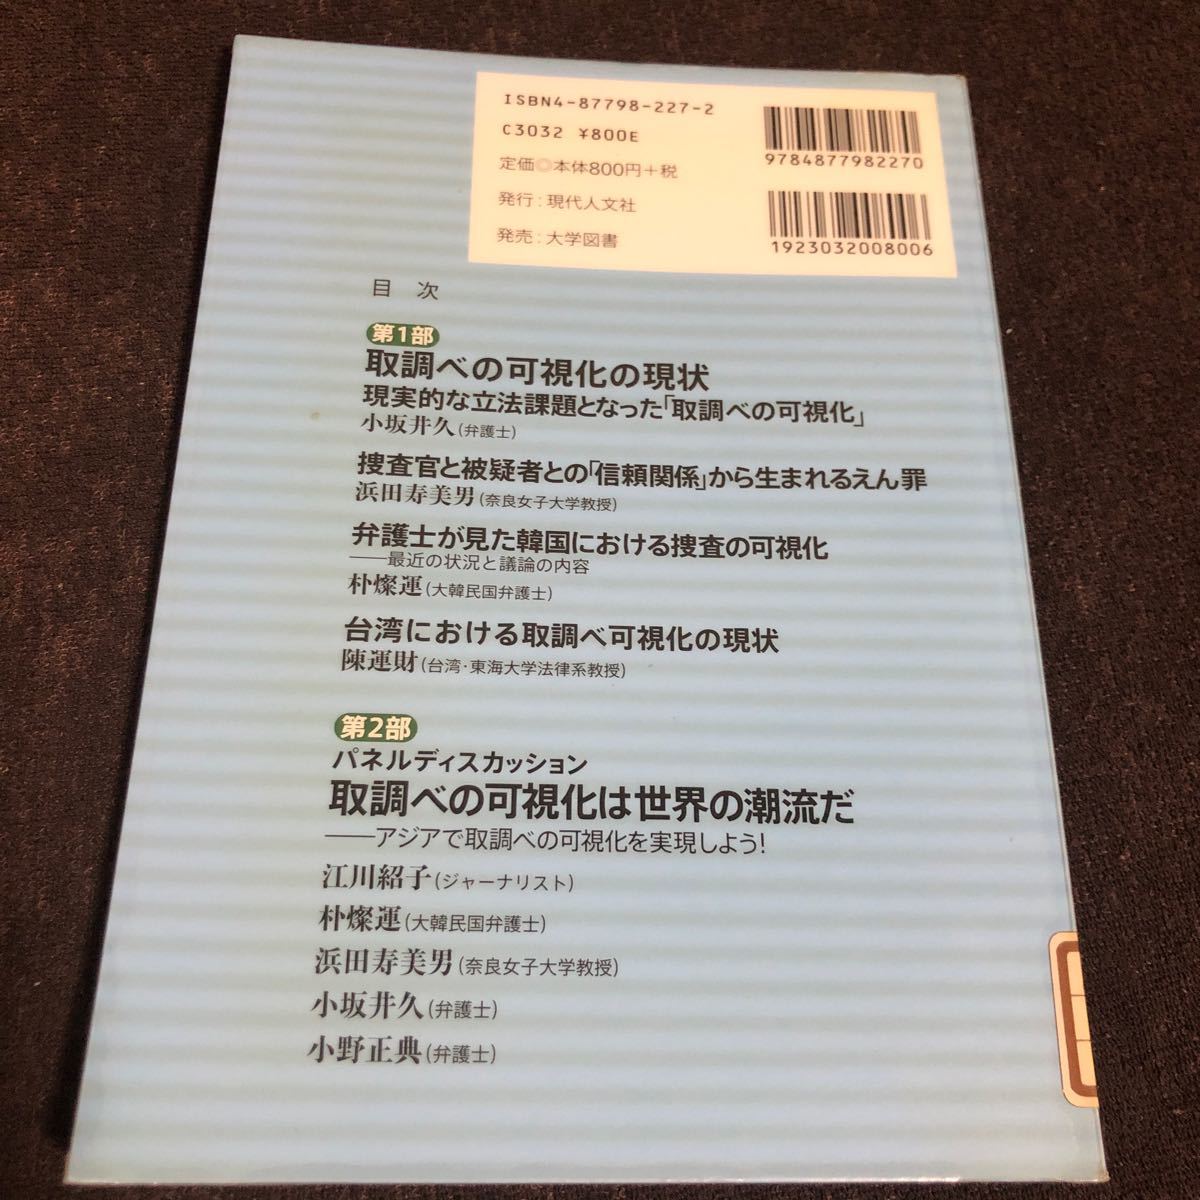 ISBN4-87798-227-2
C3032 ¥800E
定価◎本体800円+税
発行:現代人文社
発売:大学図書
9784877982270
1923032008006
目 次
第1部
取調べの可視化の現状
現実的な立法課題となった「取調べの可視化」
小坂井久(弁護士)
捜査官と被疑者との「信頼関係」から生まれるえん罪
浜田寿美男(奈良女子大学教授)
弁護士が見た韓国における捜査の可視化
——最近の状況と議論の内容
朴燦運(大韓民国弁護士)
台湾における取調べ可視化の現状
陳運財(台湾・東海大学法律系教授)
第2部
パネルディスカッション
取調べの可視化は世界の潮流だ
——アジアで取調べの可視化を実現しよう!
江川紹子(ジャーナリスト)
朴燦運(大韓民国弁護士)
浜田寿美男(奈良女子大学教授)
小坂井久(弁護士)
小野正典(弁護士)